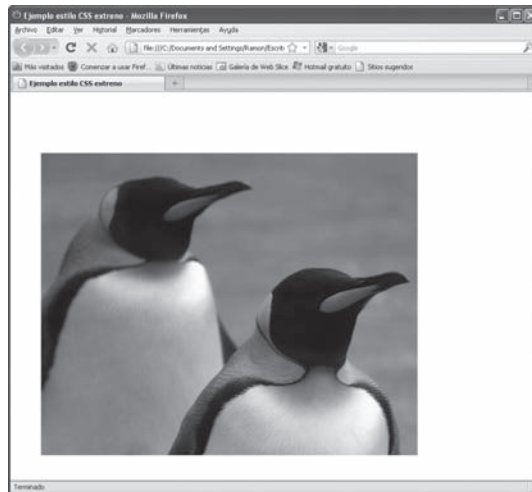 Ejemplo estilo CSS extreno - Mozilla Firefox
Archivo Editar Ver Historial Marcadores Herramientas Ayuda
file:///C:/Documents and Settings/Ramon/Escrit Google
Más visitados Comenzar a usar Firef... Últimas noticias Galería de Web Slice Hotmail gratuito Sitios sugeridos
Ejemplo estilo CSS extreno
Terminado